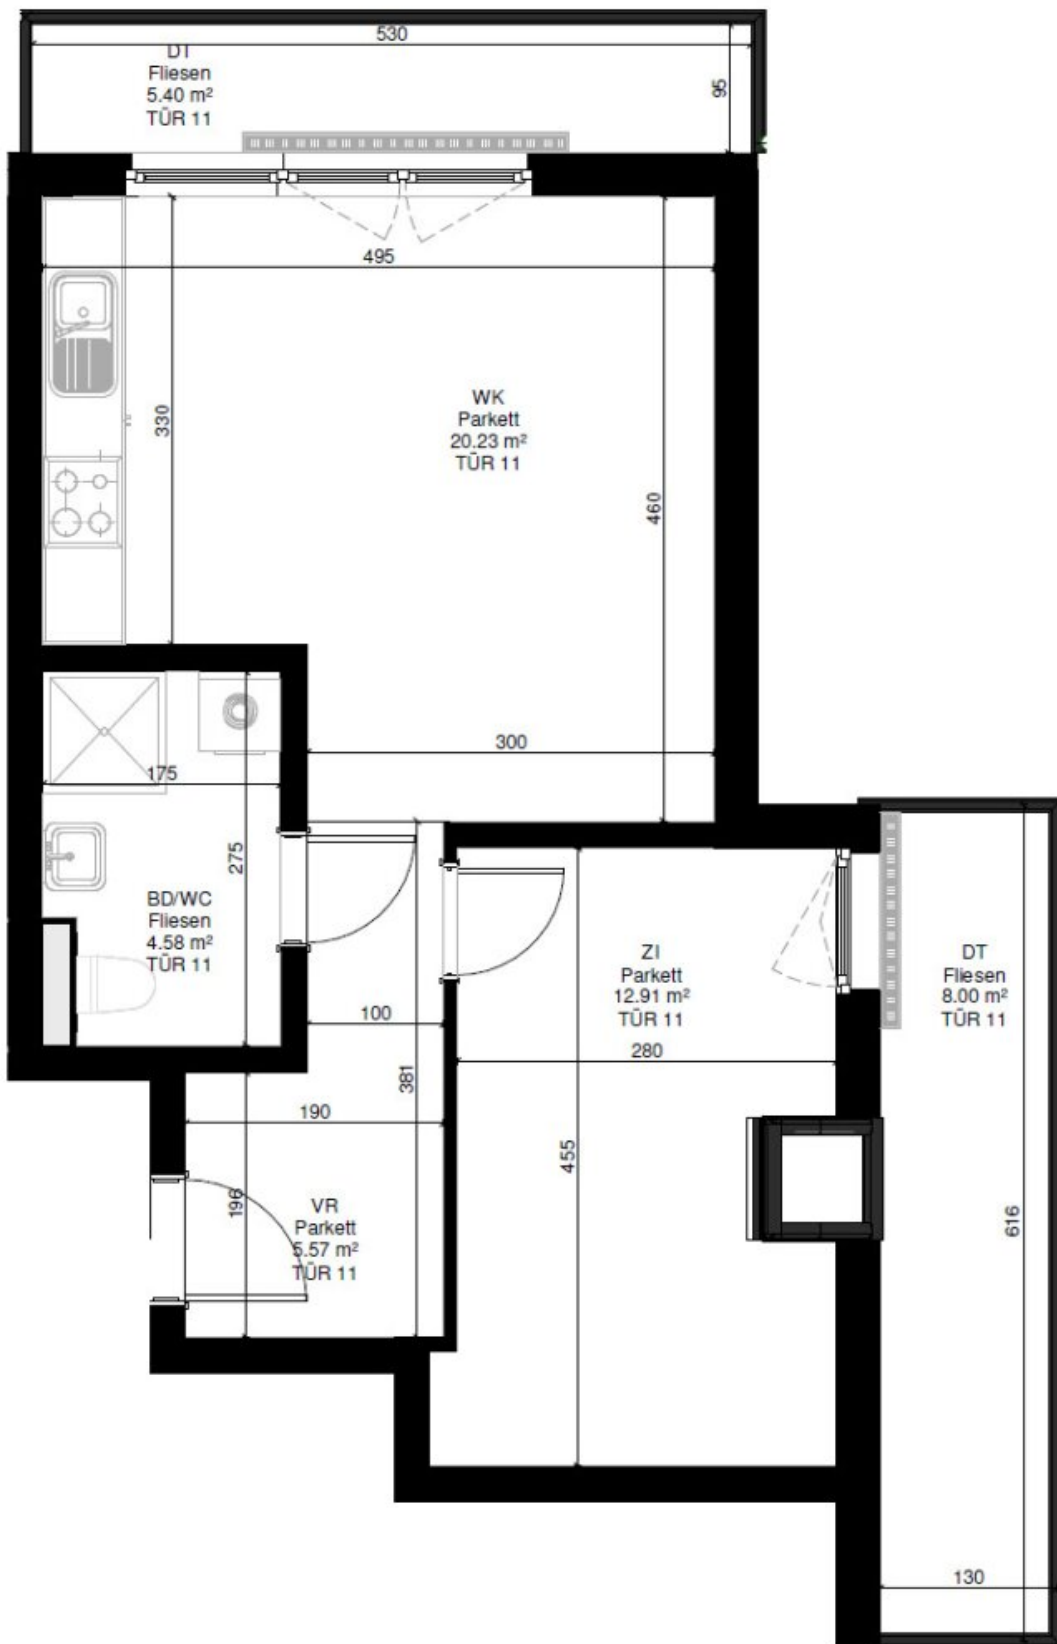 530
DT
Fliesen
5.40 m²
TÜR 11
95
495
330
WK
Parkett
20.23 m²
TÜR 11
460
300
175
275
BD/WC
Fliesen
4.58 m²
TÜR 11
ZI
Parkett
12.91 m²
TÜR 11
DT
Fliesen
8.00 m²
TÜR 11
100
280
381
190
455
196
VR
Parkett
5.57 m²
TÜR 11
616
130